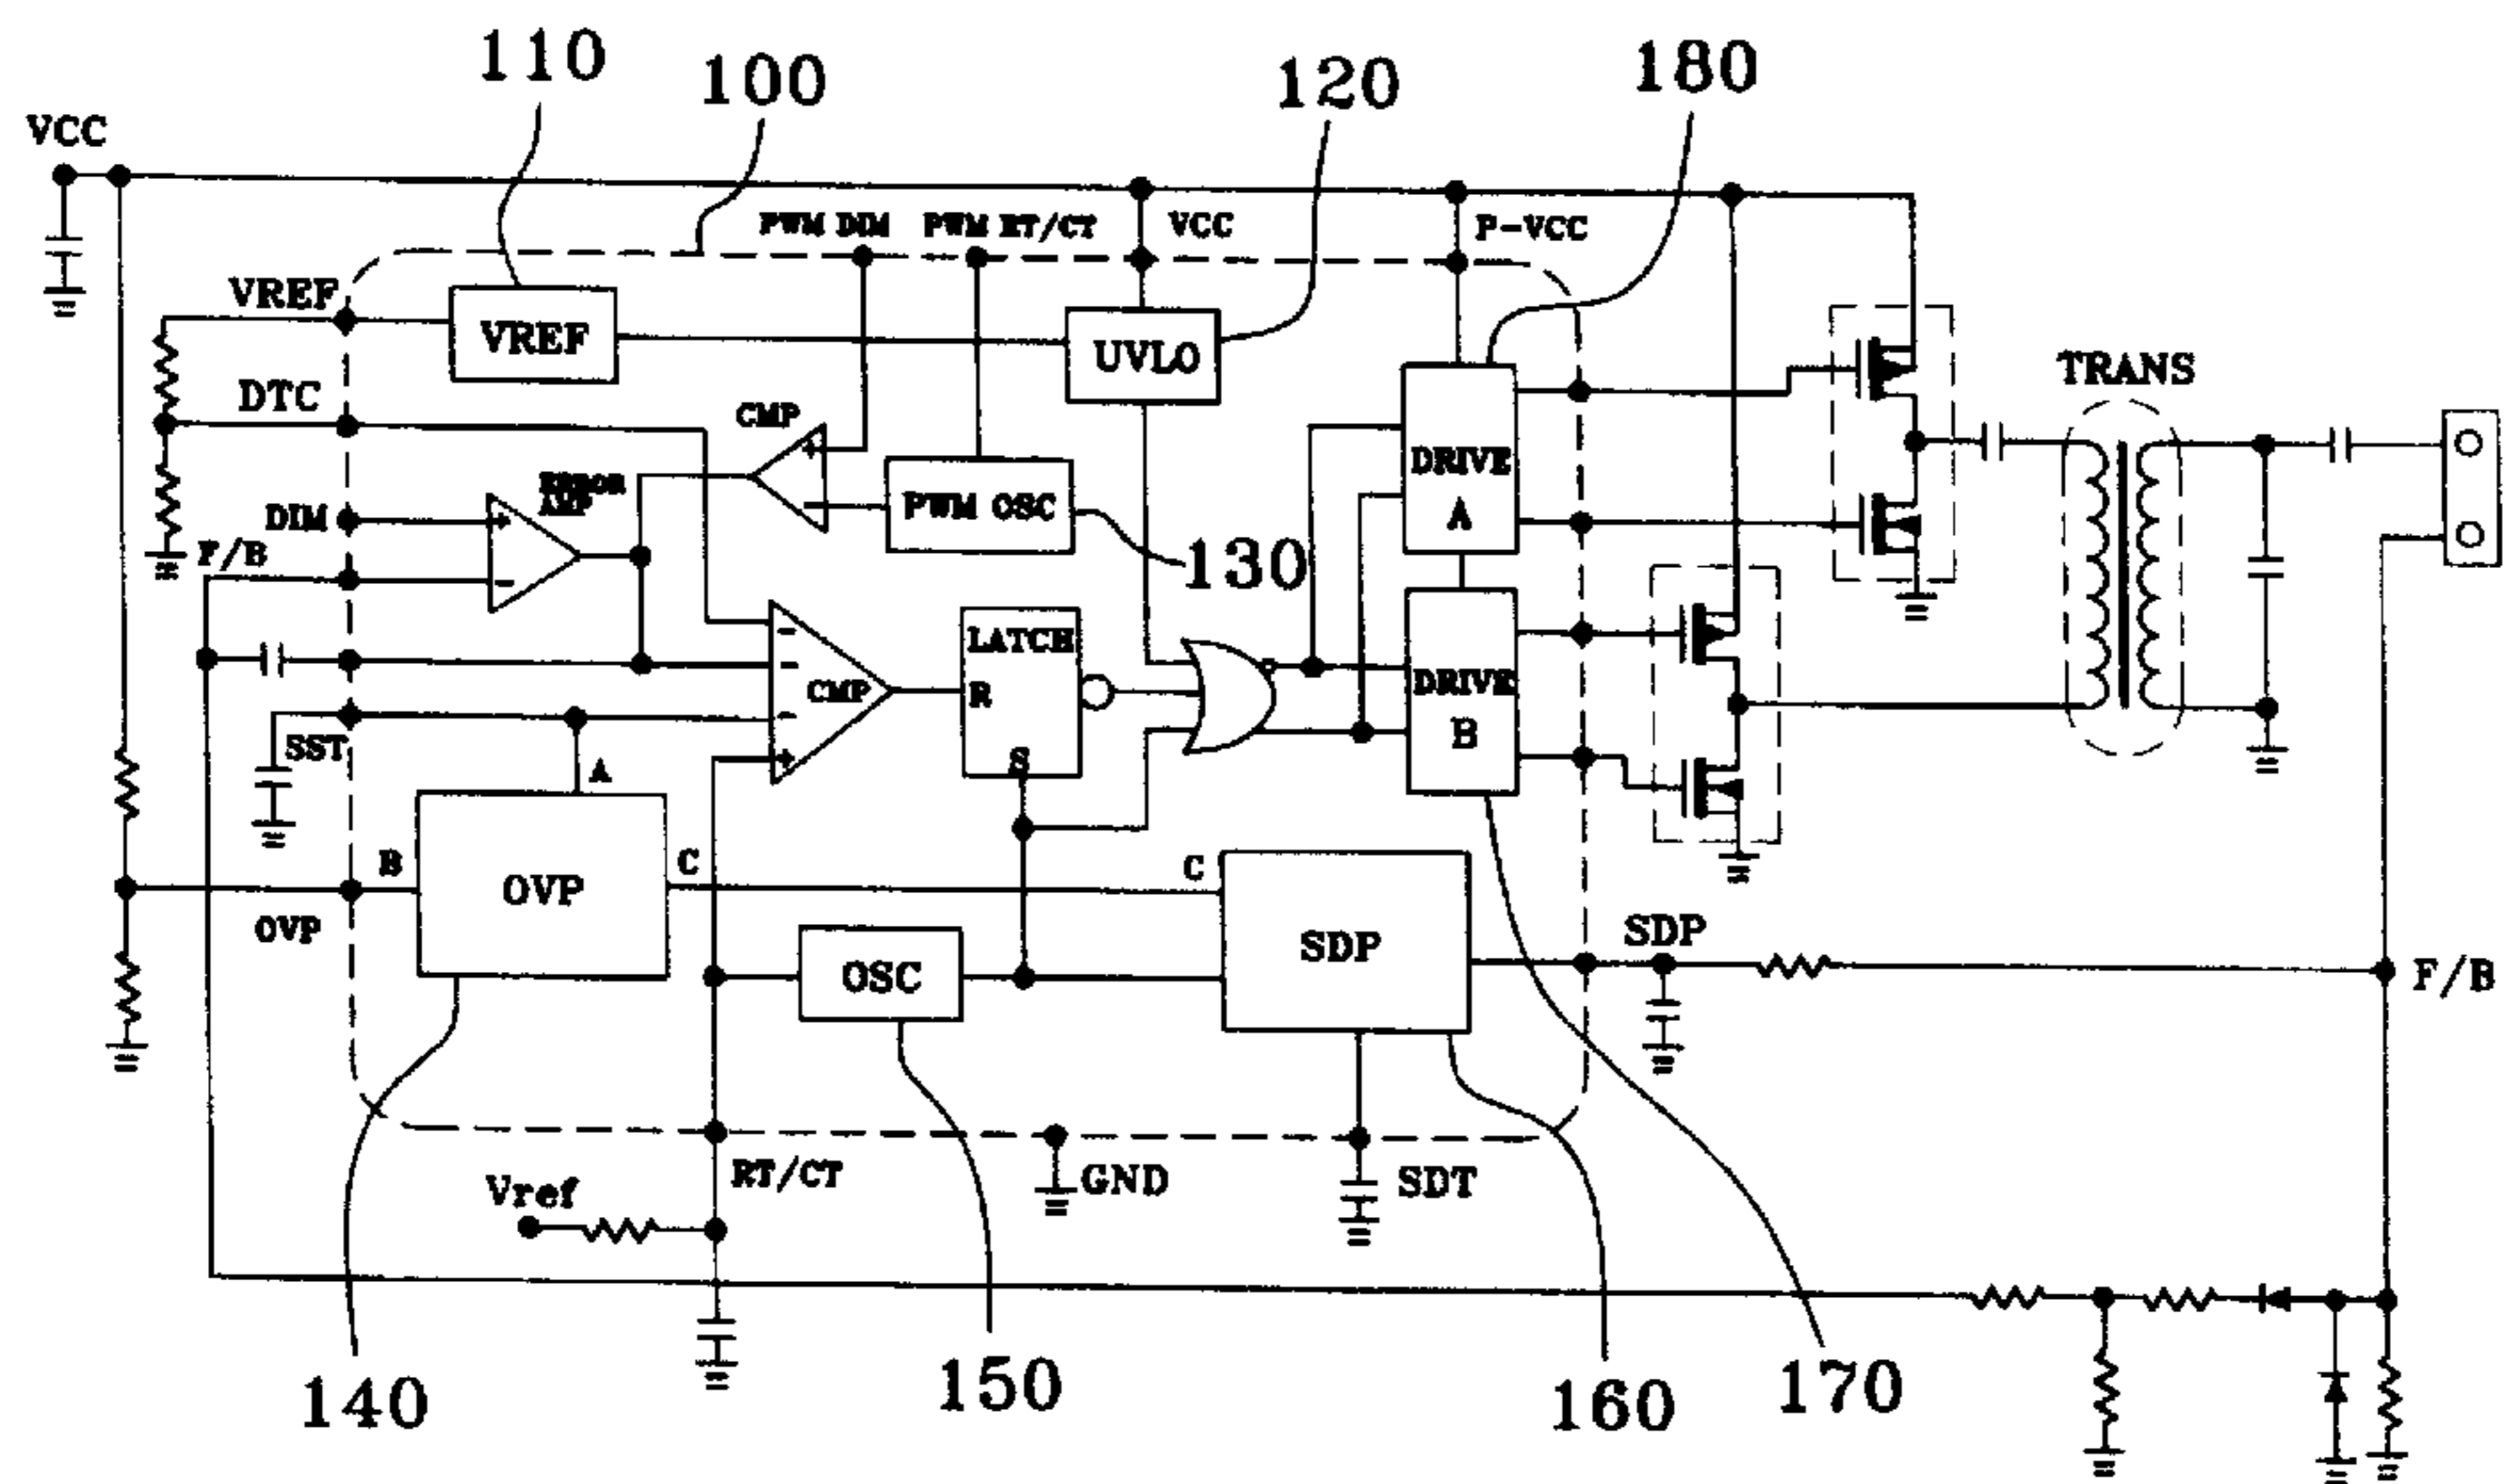 110
100
120
180
VCC
PWM DIM
PWM RT/CT
VCC
P-VCC
VREF
VREF
UVLO
TRANS
DTC
CMP
DRIVE
A
ERROR
AMP
PWM OSC
DIM
F/B
130
LATCH
R
S
CMP
DRIVE
B
SST
A
B
OVP
C
C
OVP
SDP
SDP
OSC
F/B
RT/CT
GND
SDT
Vref
140
150
160
170